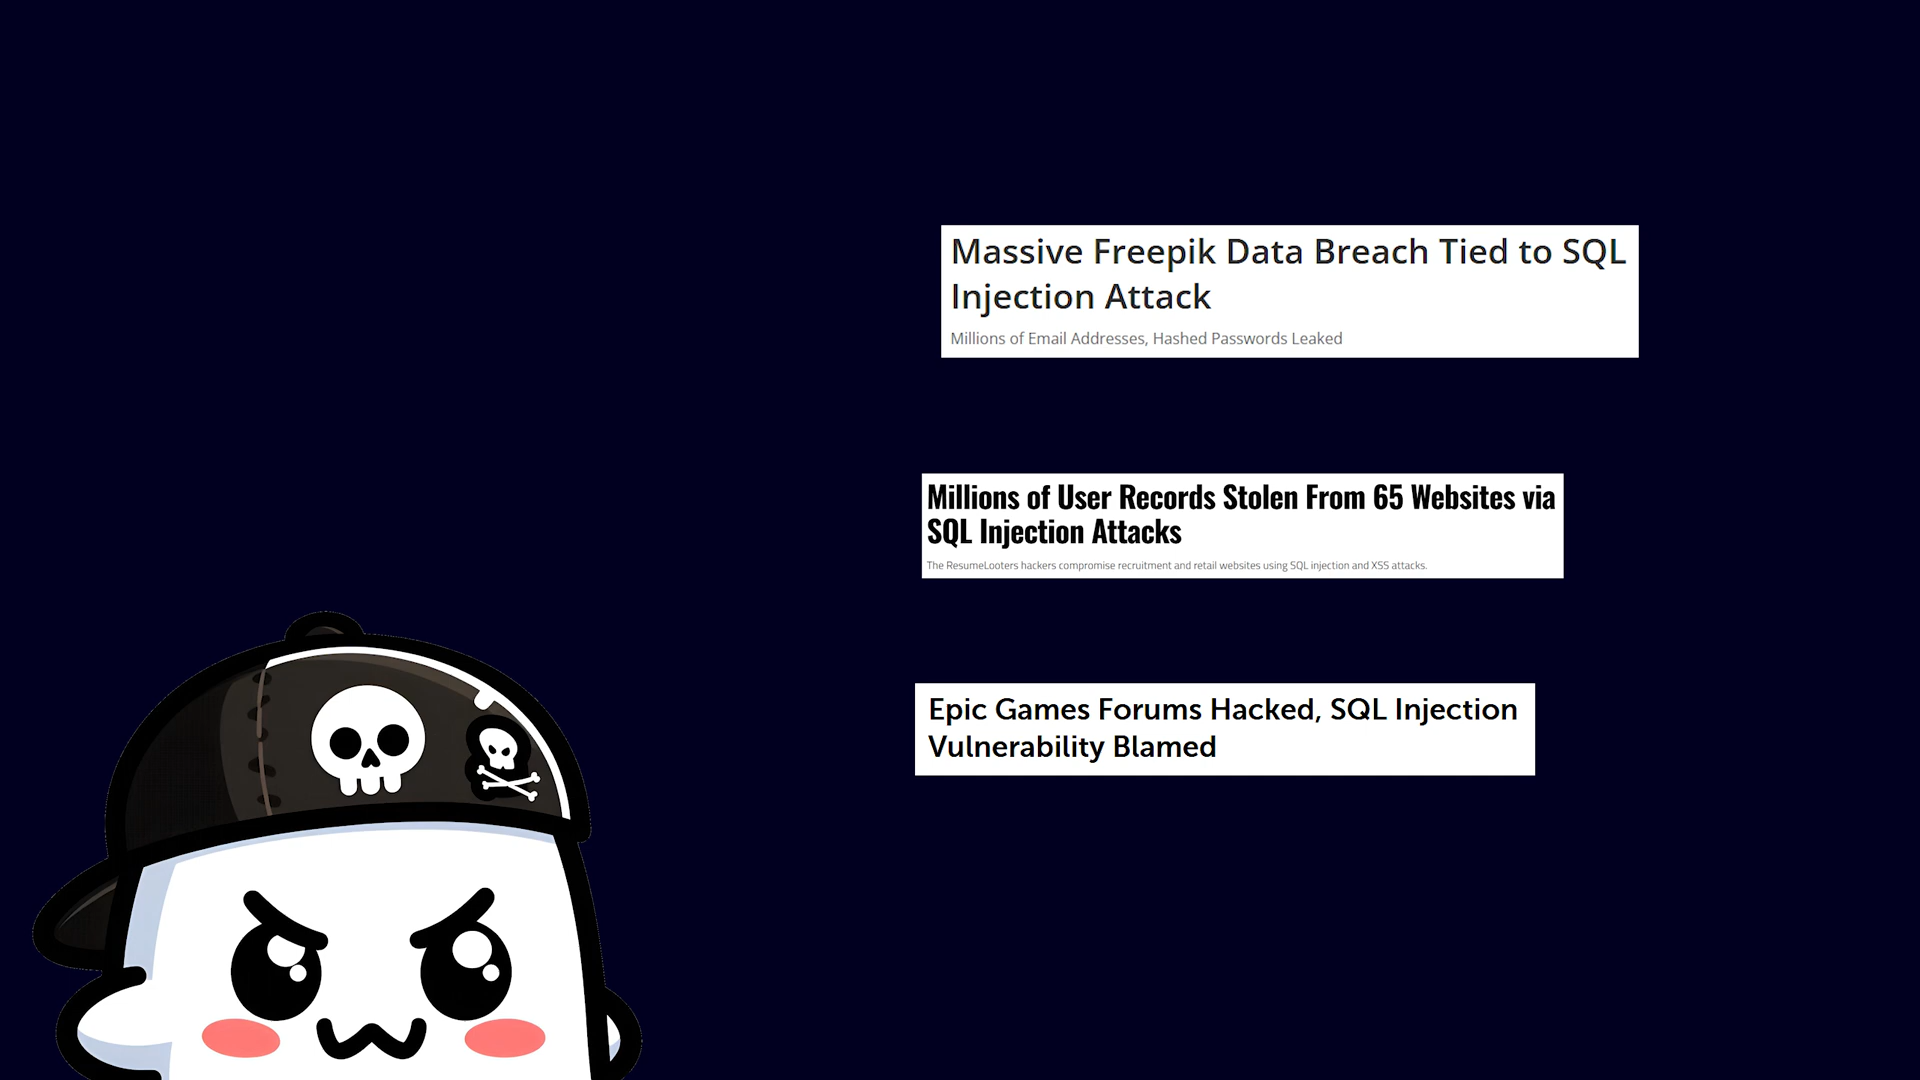 Massive Freepik Data Breach Tied to SQL
Injection Attack
Millions of Email Addresses, Hashed Passwords Leaked
Millions of User Records Stolen From 65 Websites via
SQL Injection Attacks
The ResumeLooters hackers compromise recruitment and retail websites using SQL injection and XSS attacks.
Epic Games Forums Hacked, SQL Injection
Vulnerability Blamed